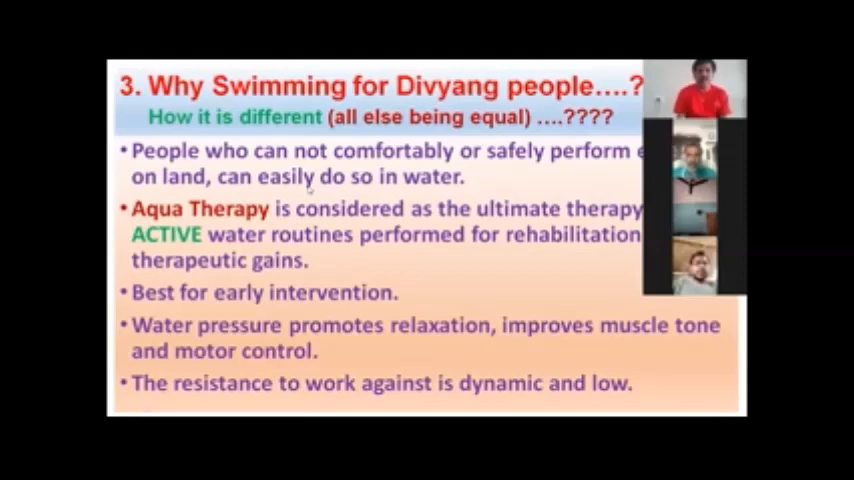 3. Why Swimming for Divyang people....?
How it is different (all else being equal) ....????
•People who can not comfortably or safely perform
on land, can easily do so in water.
•Aqua Therapy is considered as the ultimate therapy
ACTIVE water routines performed for rehabilitation
therapeutic gains.
•Best for early intervention.
•Water pressure promotes relaxation, improves muscle tone
and motor control.
•The resistance to work against is dynamic and low.